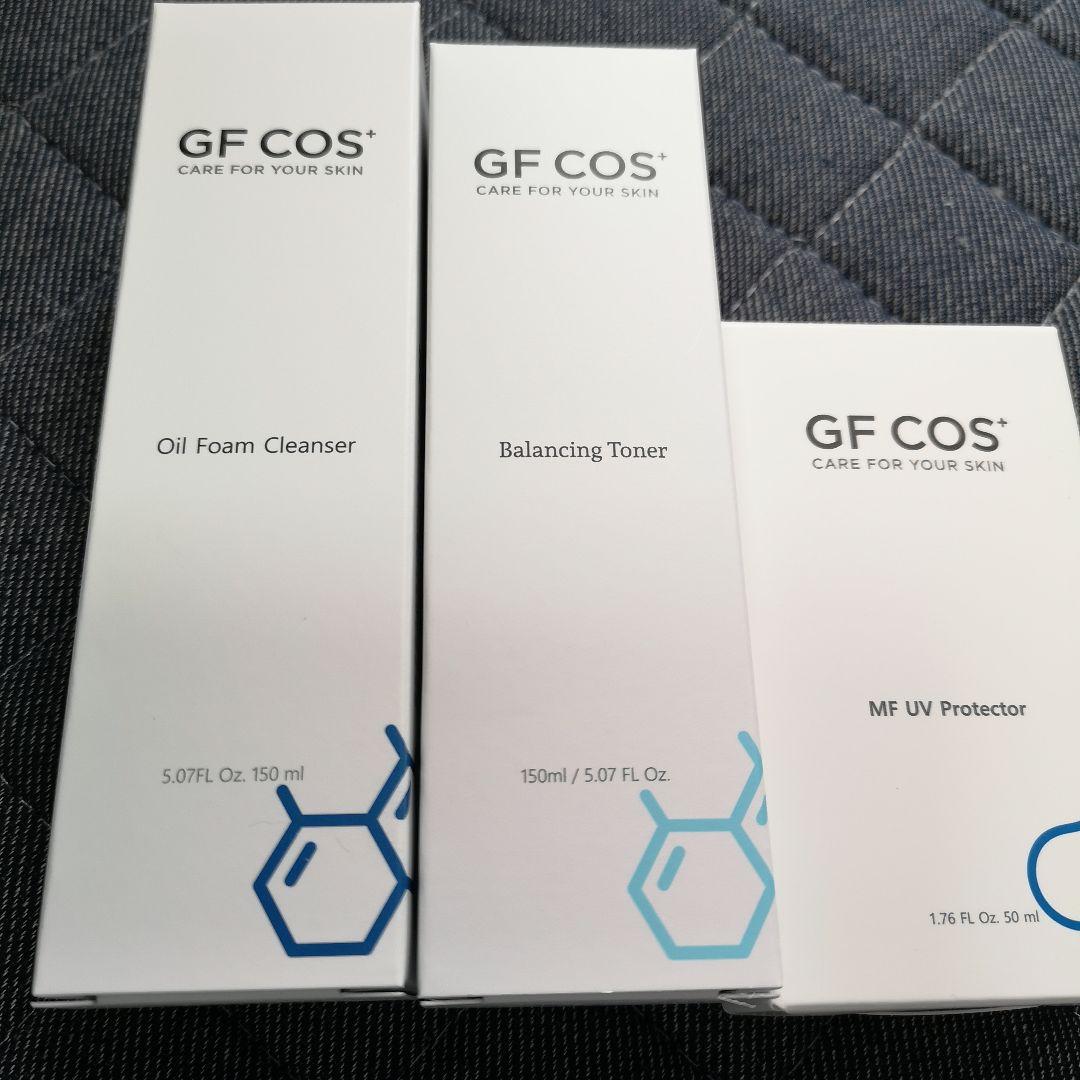 GF COS+
CARE FOR YOUR SKIN
Oil Foam Cleanser
5.07FL Oz. 150 ml
GF COS+
CARE FOR YOUR SKIN
Balancing Toner
150ml / 5.07 FL Oz.
GF COS+
CARE FOR YOUR SKIN
MF UV Protector
1.76 FL Oz. 50 ml